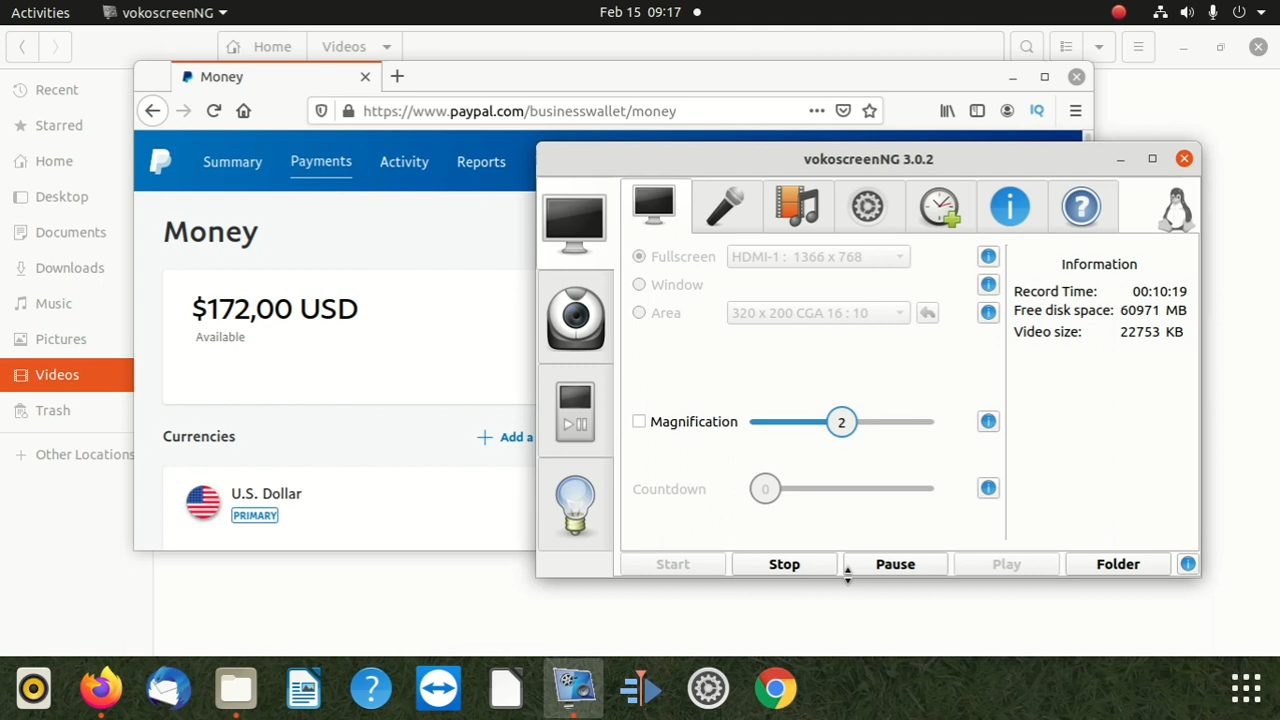 Activities
vokoscreenNG
Feb 15 09:17
Home
Videos
Recent
Starred
Home
Desktop
Documents
Downloads
Music
Pictures
Videos
Trash
Other Locations
Money
https://www.paypal.com/businesswallet/money
IQ
Summary
Payments
Activity
Reports
Money
$172,00 USD
Available
Currencies
Add a
U.S. Dollar
PRIMARY
vokoscreenNG 3.0.2
Fullscreen
HDMI-1 : 1366 x 768
Window
Area
320 x 200 CGA 16 : 10
Magnification
2
Countdown
0
Information
Record Time: 00:10:19
Free disk space: 60971 MB
Video size: 22753 KB
Start
Stop
Pause
Play
Folder